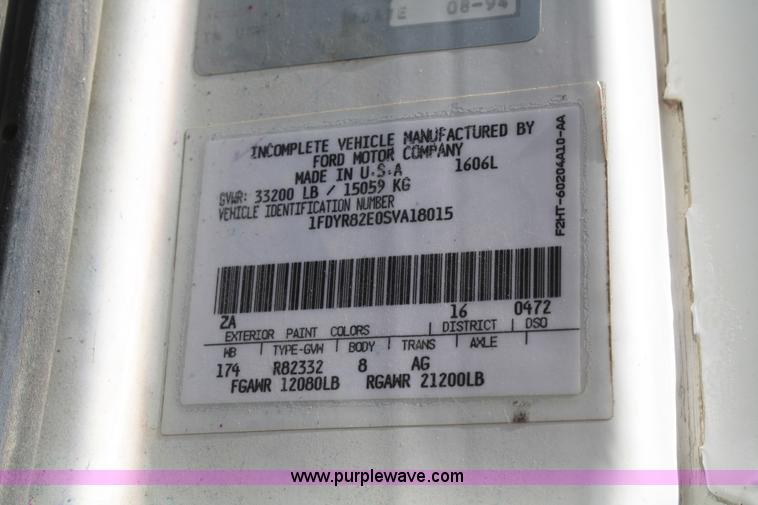 08-94
INCOMPLETE VEHICLE MANUFACTURED BY
FORD MOTOR COMPANY
MADE IN U.S.A 1606L
GVWR: 33200 LB / 15059 KG
VEHICLE IDENTIFICATION NUMBER
1FDYR82E0SVA18015
F2HT-60204A10-AA
ZA 16 0472
EXTERIOR PAINT COLORS DISTRICT DSO
WB TYPE-GVW BODY TRANS AXLE
174 R82332 8 AG
FGAWR 12080LB RGAWR 21200LB
www.purplewave.com